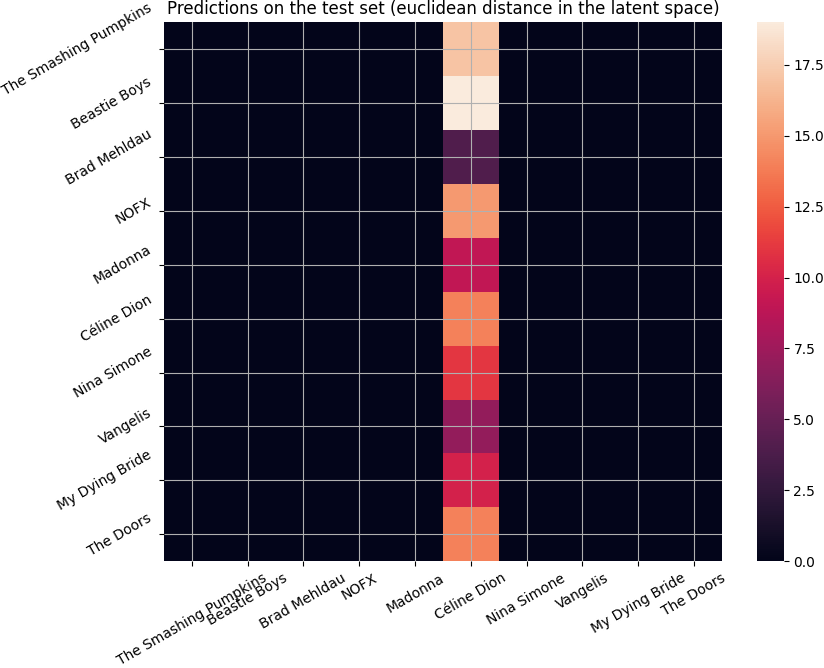 Predictions on the test set (euclidean distance in the latent space)
The Smashing Pumpkins
Beastie Boys
Brad Mehldau
NOFX
Madonna
Céline Dion
Nina Simone
Vangelis
My Dying Bride
The Doors
The Smashing Pumpkins
Beastie Boys
Brad Mehldau
NOFX
Madonna
Céline Dion
Nina Simone
Vangelis
My Dying Bride
The Doors
17.5
15.0
12.5
10.0
7.5
5.0
2.5
0.0